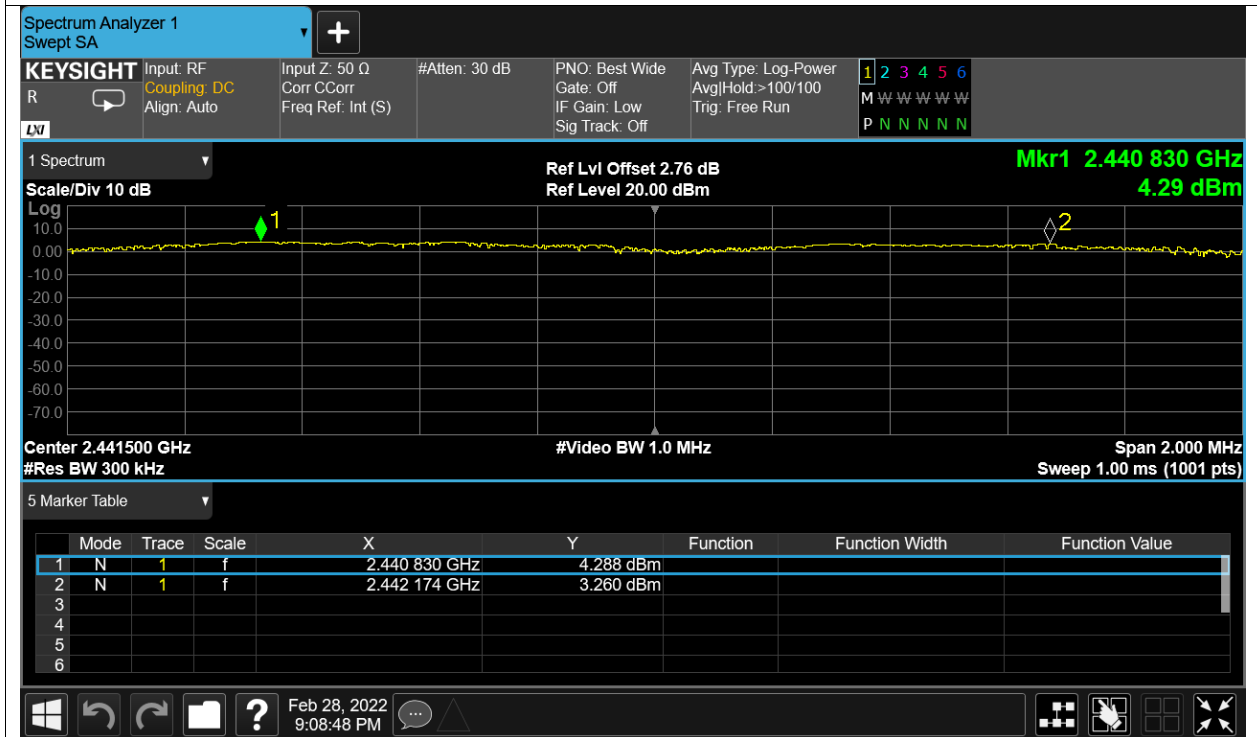 Spectrum Analyzer 1
Swept SA
+
KEYSIGHT
R
LXI
Input: RF
Coupling: DC
Align: Auto
Input Z: 50 Ω
Corr CCorr
Freq Ref: Int (S)
#Atten: 30 dB
PNO: Best Wide
Gate: Off
IF Gain: Low
Sig Track: Off
Avg Type: Log-Power
Avg|Hold:>100/100
Trig: Free Run
1 2 3 4 5 6
M W W W W W
P N N N N N
1 Spectrum
Scale/Div 10 dB
Ref Lvl Offset 2.76 dB
Ref Level 20.00 dBm
Mkr1 2.440 830 GHz
4.29 dBm
Log
1
2
10.0
0.00
-10.0
-20.0
-30.0
-40.0
-50.0
-60.0
-70.0
Center 2.441500 GHz
#Video BW 1.0 MHz
Span 2.000 MHz
#Res BW 300 kHz
Sweep 1.00 ms (1001 pts)
5 Marker Table
Mode Trace Scale X Y Function Function Width Function Value
1 N 1 f 2.440 830 GHz 4.288 dBm
2 N 1 f 2.442 174 GHz 3.260 dBm
3
4
5
6
?
Feb 28, 2022
9:08:48 PM